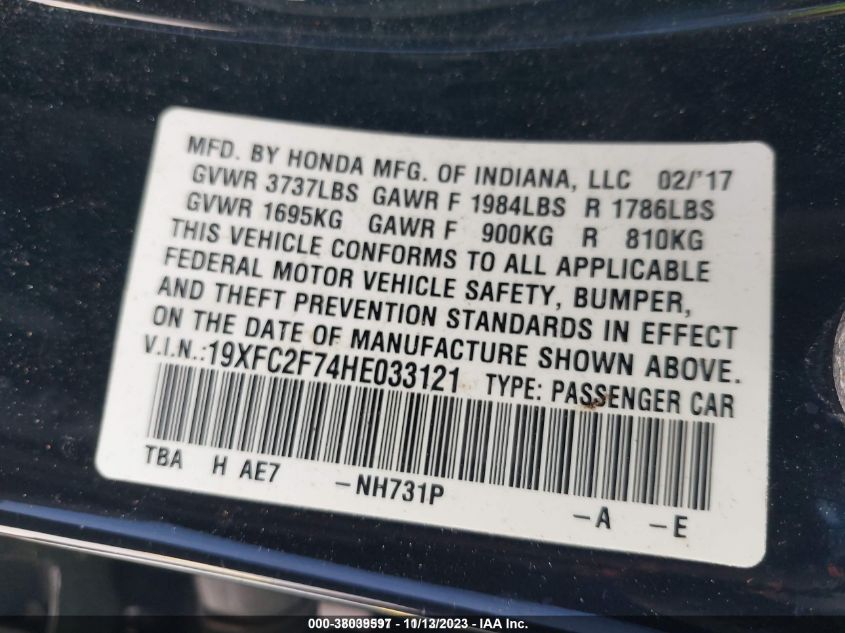 MFD. BY HONDA MFG. OF INDIANA, LLC 02/'17
GVWR 3737LBS GAWR F 1984LBS R 1786LBS
GVWR 1695KG GAWR F 900KG R 810KG
THIS VEHICLE CONFORMS TO ALL APPLICABLE
FEDERAL MOTOR VEHICLE SAFETY, BUMPER,
AND THEFT PREVENTION STANDARDS IN EFFECT
ON THE DATE OF MANUFACTURE SHOWN ABOVE.
V.I.N.:19XFC2F74HE033121 TYPE: PASSENGER CAR
TBA H AE7 -NH731P -A -E
000-38039597 - 10/13/2023 - IAA Inc.